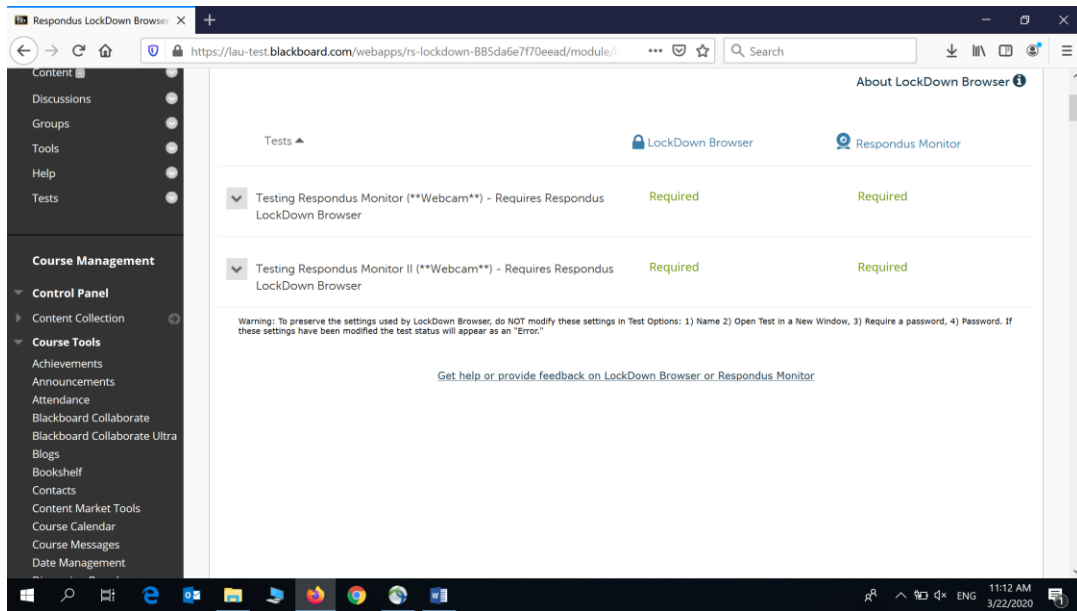 Respondus LockDown Browser
https://lau-test.blackboard.com/webapps/rs-lockdown-BB5da6e7f70eead/module/
Search
Content
Discussions
Groups
Tools
Help
Tests
Course Management
Control Panel
Content Collection
Course Tools
Achievements
Announcements
Attendance
Blackboard Collaborate
Blackboard Collaborate Ultra
Blogs
Bookshelf
Contacts
Content Market Tools
Course Calendar
Course Messages
Date Management
About LockDown Browser
Tests LockDown Browser Respondus Monitor
Testing Respondus Monitor (**Webcam**) - Requires Respondus Required Required
LockDown Browser
Testing Respondus Monitor II (**Webcam**) - Requires Respondus Required Required
LockDown Browser
Warning: To preserve the settings used by LockDown Browser, do NOT modify these settings in Test Options: 1) Name 2) Open Test in a New Window, 3) Require a password, 4) Password. If
these settings have been modified the test status will appear as an "Error."
Get help or provide feedback on LockDown Browser or Respondus Monitor
ENG
11:12 AM
3/22/2020